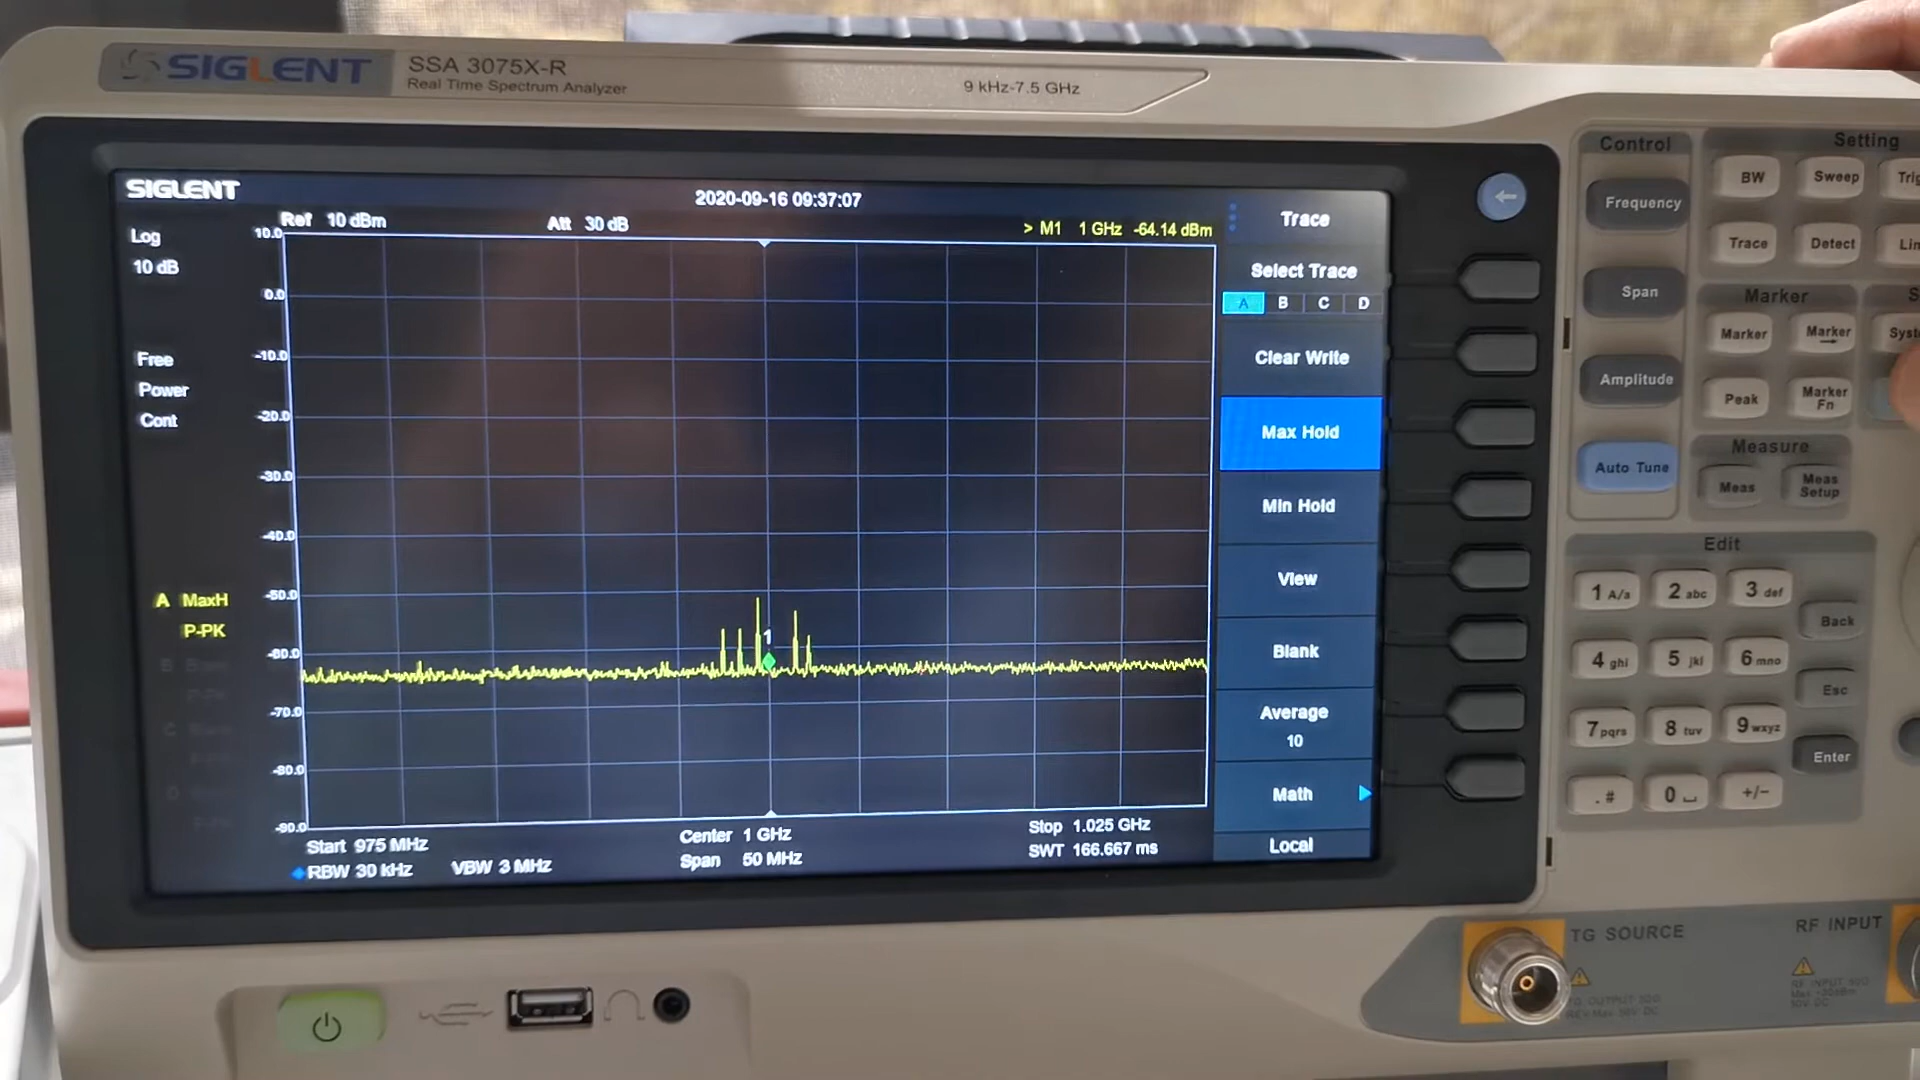 SIGLENT
SSA 3075X-R
Real Time Spectrum Analyzer
9 kHz-7.5 GHz
SIGLENT
2020-09-16 09:37:07
Ref 10 dBm
Att 30 dB
> M1 1 GHz -64.14 dBm
Log
10 dB
Free
Power
Cont
A MaxH
P-PK
10.0
0.0
-10.0
-20.0
-30.0
-40.0
-50.0
-60.0
-70.0
-80.0
-90.0
1
Start 975 MHz
Center 1 GHz
Stop 1.025 GHz
RBW 30 kHz
VBW 3 MHz
Span 50 MHz
SWT 166.667 ms
Trace
Select Trace
A B C D
Clear Write
Max Hold
Min Hold
View
Blank
Average
10
Math
Local
Control
Frequency
Span
Amplitude
Auto Tune
Setting
BW Sweep
Trace Detect
Marker
Marker Marker
Peak Marker Fn
Measure
Meas Meas Setup
Edit
1 A/a 2 abc 3 def
4 ghi 5 jkl 6 mno
7 pqrs 8 tuv 9 wxyz
. # 0 +/-
Back
Esc
Enter
TG SOURCE
RF INPUT